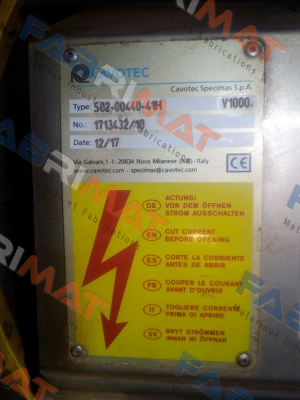 CAVOTEC
Cavotec Specimas S.p.A.
Type: S02-00440-41H V1000
No.: 1713432/10
Date: 12/17
Via Galvani,1 - I - 20834 Nova Milanese (MB) - Italy
www.cavotec.com - specimas@cavotec.com
CE
DE ACTUNG!
VOR DEM ÖFFNEN
STROM AUSSCHALTEN
EN CUT CURRENT
BEFORE OPENING
ES CORTE LA CORRIENTE
ANTES DE ABRIR
FR COUPER LE COURANT
AVANT D'OUVRIR
IT TOGLIERE CORRENTE
PRIMA DI APRIRE
SV BRYT STRÖMMEN
INNAN NI ÖPPNAR
FABRIMAT